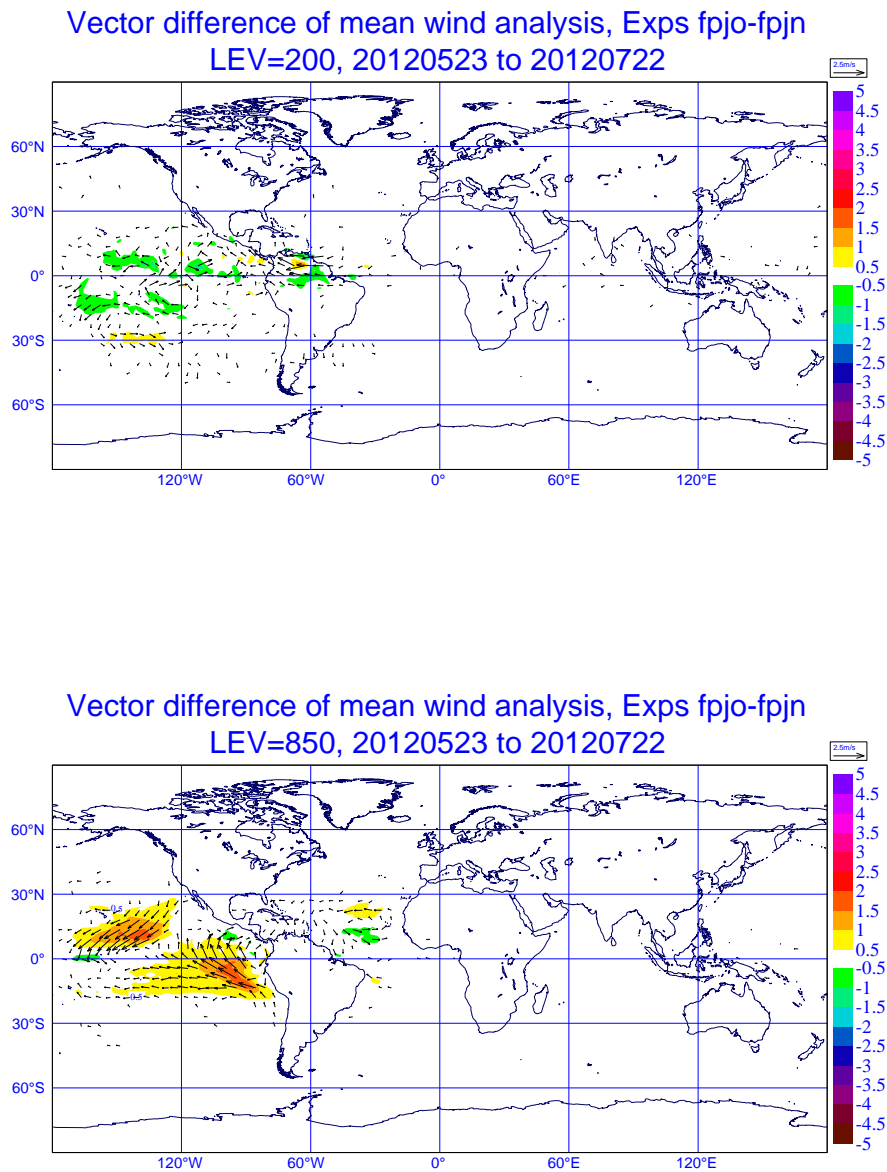 Vector difference of mean wind analysis, Exps fpjo-fpjn
LEV=200, 20120523 to 20120722
2.5m/s
5
4.5
4
3.5
3
2.5
2
1.5
1
0.5
-0.5
-1
-1.5
-2
-2.5
-3
-3.5
-4
-4.5
-5
60°N
30°N
0°
30°S
60°S
120°W
60°W
0°
60°E
120°E
Vector difference of mean wind analysis, Exps fpjo-fpjn
LEV=850, 20120523 to 20120722
2.5m/s
5
4.5
4
3.5
3
2.5
2
1.5
1
0.5
-0.5
-1
-1.5
-2
-2.5
-3
-3.5
-4
-4.5
-5
60°N
30°N
0°
30°S
60°S
0.5
0.5
120°W
60°W
0°
60°E
120°E